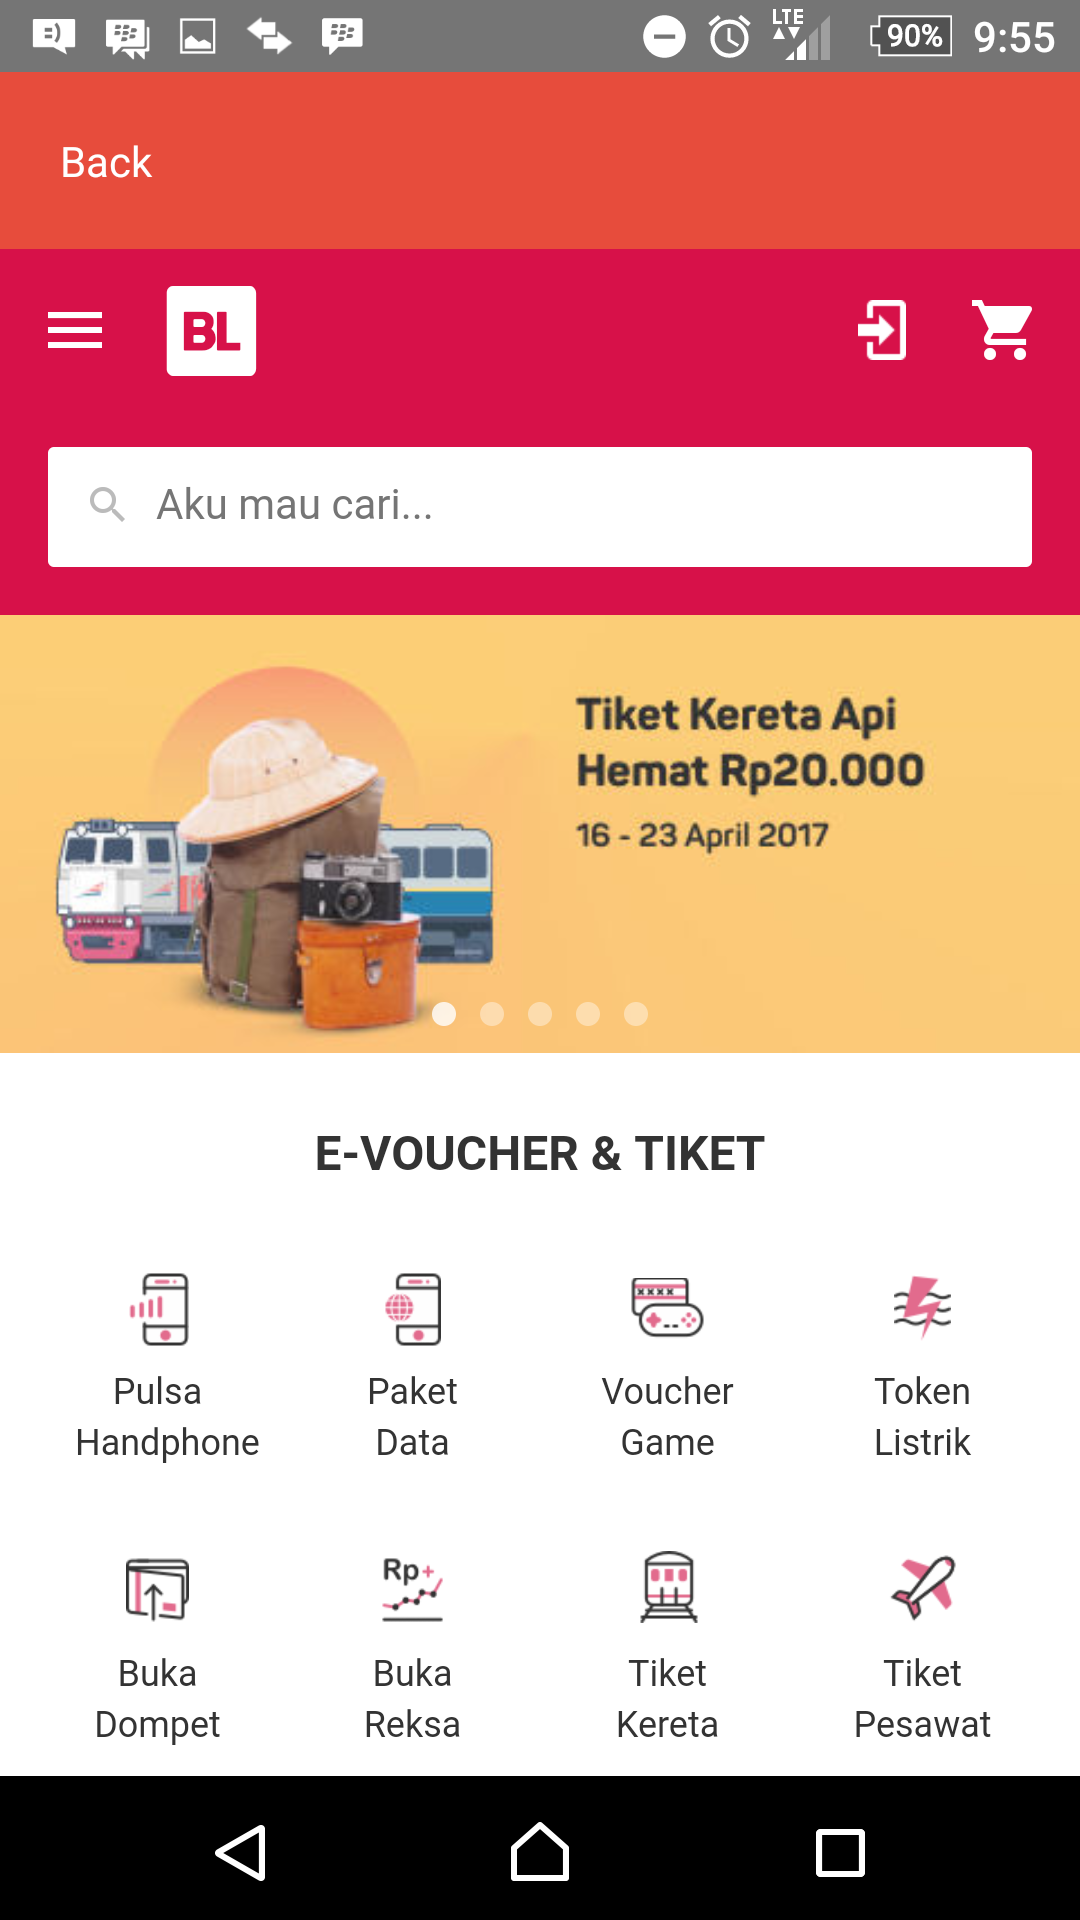 LTE
90%
9:55
Back
BL
Aku mau cari...
Tiket Kereta Api
Hemat Rp20.000
16 - 23 April 2017
E-VOUCHER & TIKET
Pulsa
Handphone
Paket
Data
Voucher
Game
Token
Listrik
Rp+
Buka
Dompet
Buka
Reksa
Tiket
Kereta
Tiket
Pesawat